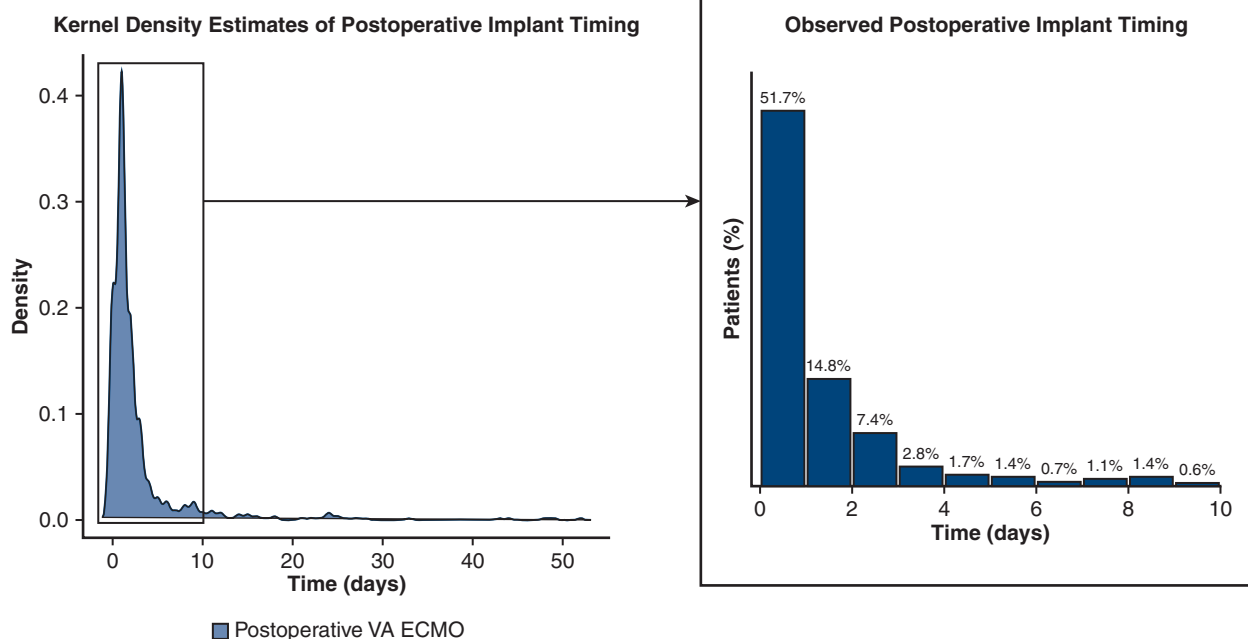 Kernel Density Estimates of Postoperative Implant Timing
Density
0.4
0.3
0.2
0.1
0.0
0 10 20 30 40 50
Time (days)
Postoperative VA ECMO
Observed Postoperative Implant Timing
Patients (%)
51.7%
14.8%
7.4%
2.8%
1.7%
1.4%
0.7%
1.1%
1.4%
0.6%
0 2 4 6 8 10
Time (days)